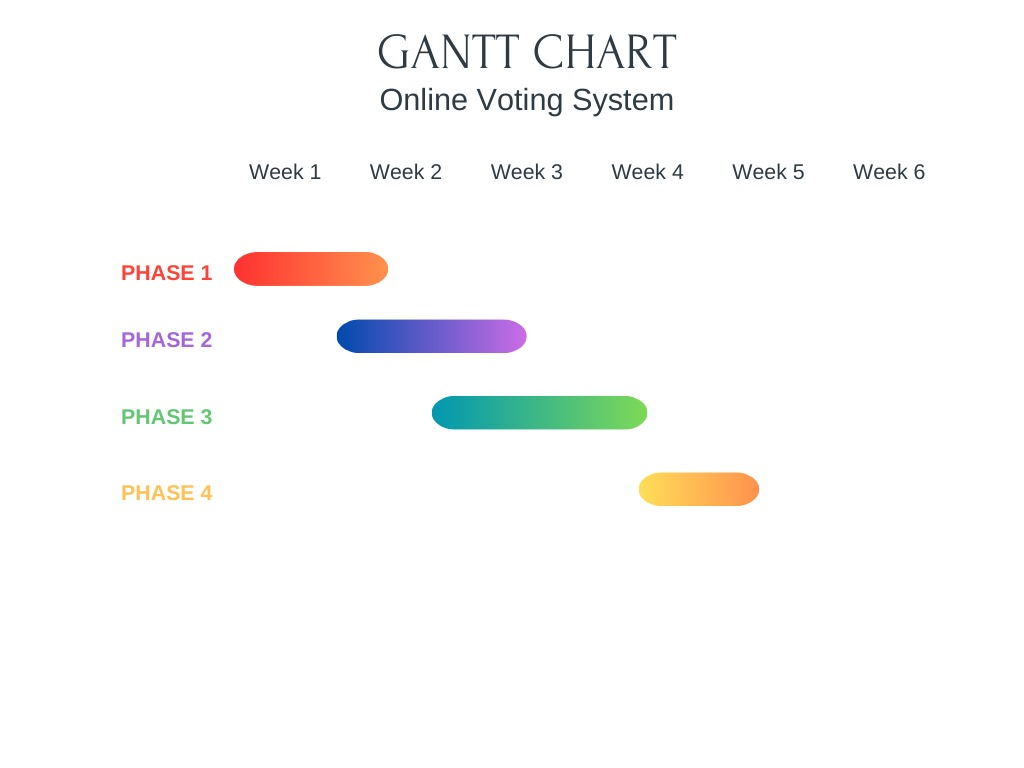 GANTT CHART
Online Voting System
Week 1 Week 2 Week 3 Week 4 Week 5 Week 6
PHASE 1
PHASE 2
PHASE 3
PHASE 4